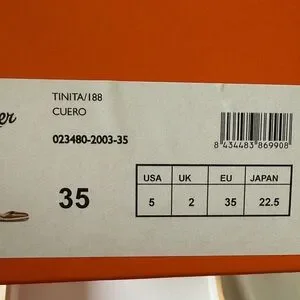 TINITA/188
CUERO
023480-2003-35
8 434483 869908
35
USA UK EU JAPAN
5 2 35 22.5